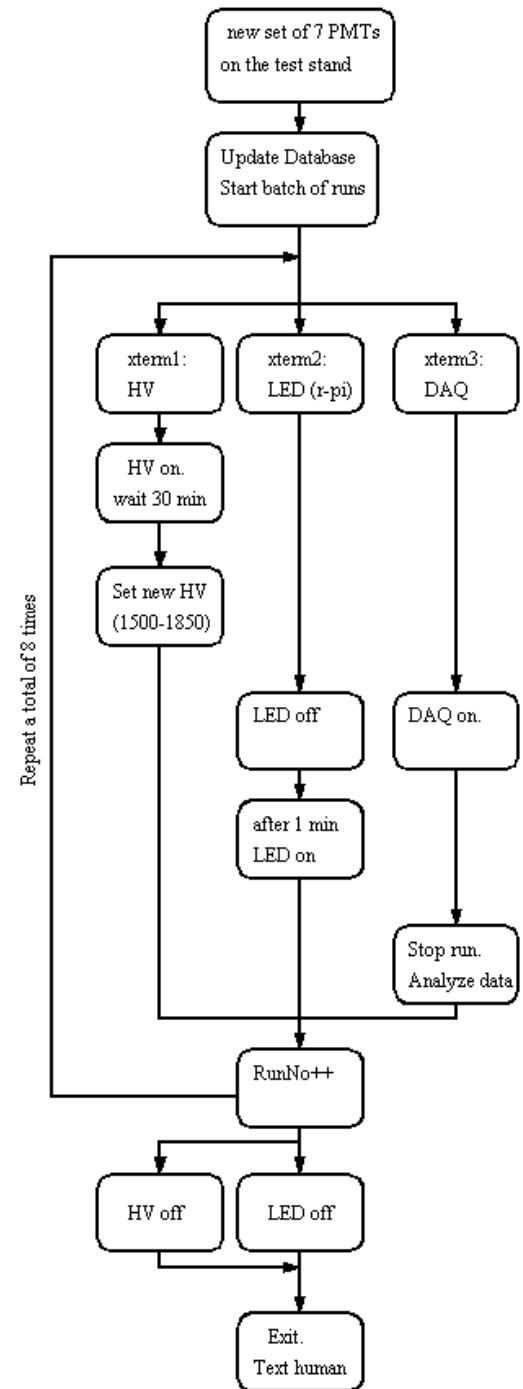 new set of 7 PMTs
on the test stand
Update Database
Start batch of runs
xterm1:
HV
xterm2:
LED (r-pi)
xterm3:
DAQ
HV on.
wait 30 min
Set new HV
(1500-1850)
Repeat a total of 8 times
LED off
DAQ on.
after 1 min
LED on
Stop run.
Analyze data
RunNo++
HV off
LED off
Exit.
Text human